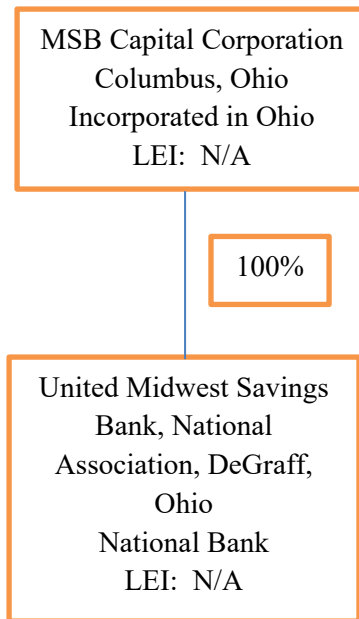 MSB Capital Corporation
Columbus, Ohio
Incorporated in Ohio
LEI:  N/A
100%
United Midwest Savings
Bank, National
Association, DeGraff,
Ohio
National Bank
LEI:  N/A